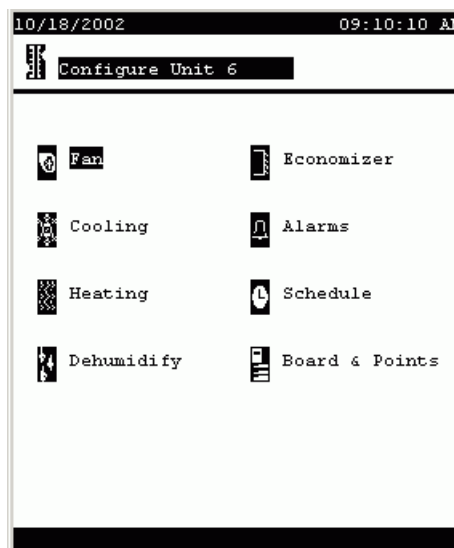 10/18/2002 09:10:10 A
Configure Unit 6
Fan Economizer
Cooling Alarms
Heating Schedule
Dehumidify Board & Points